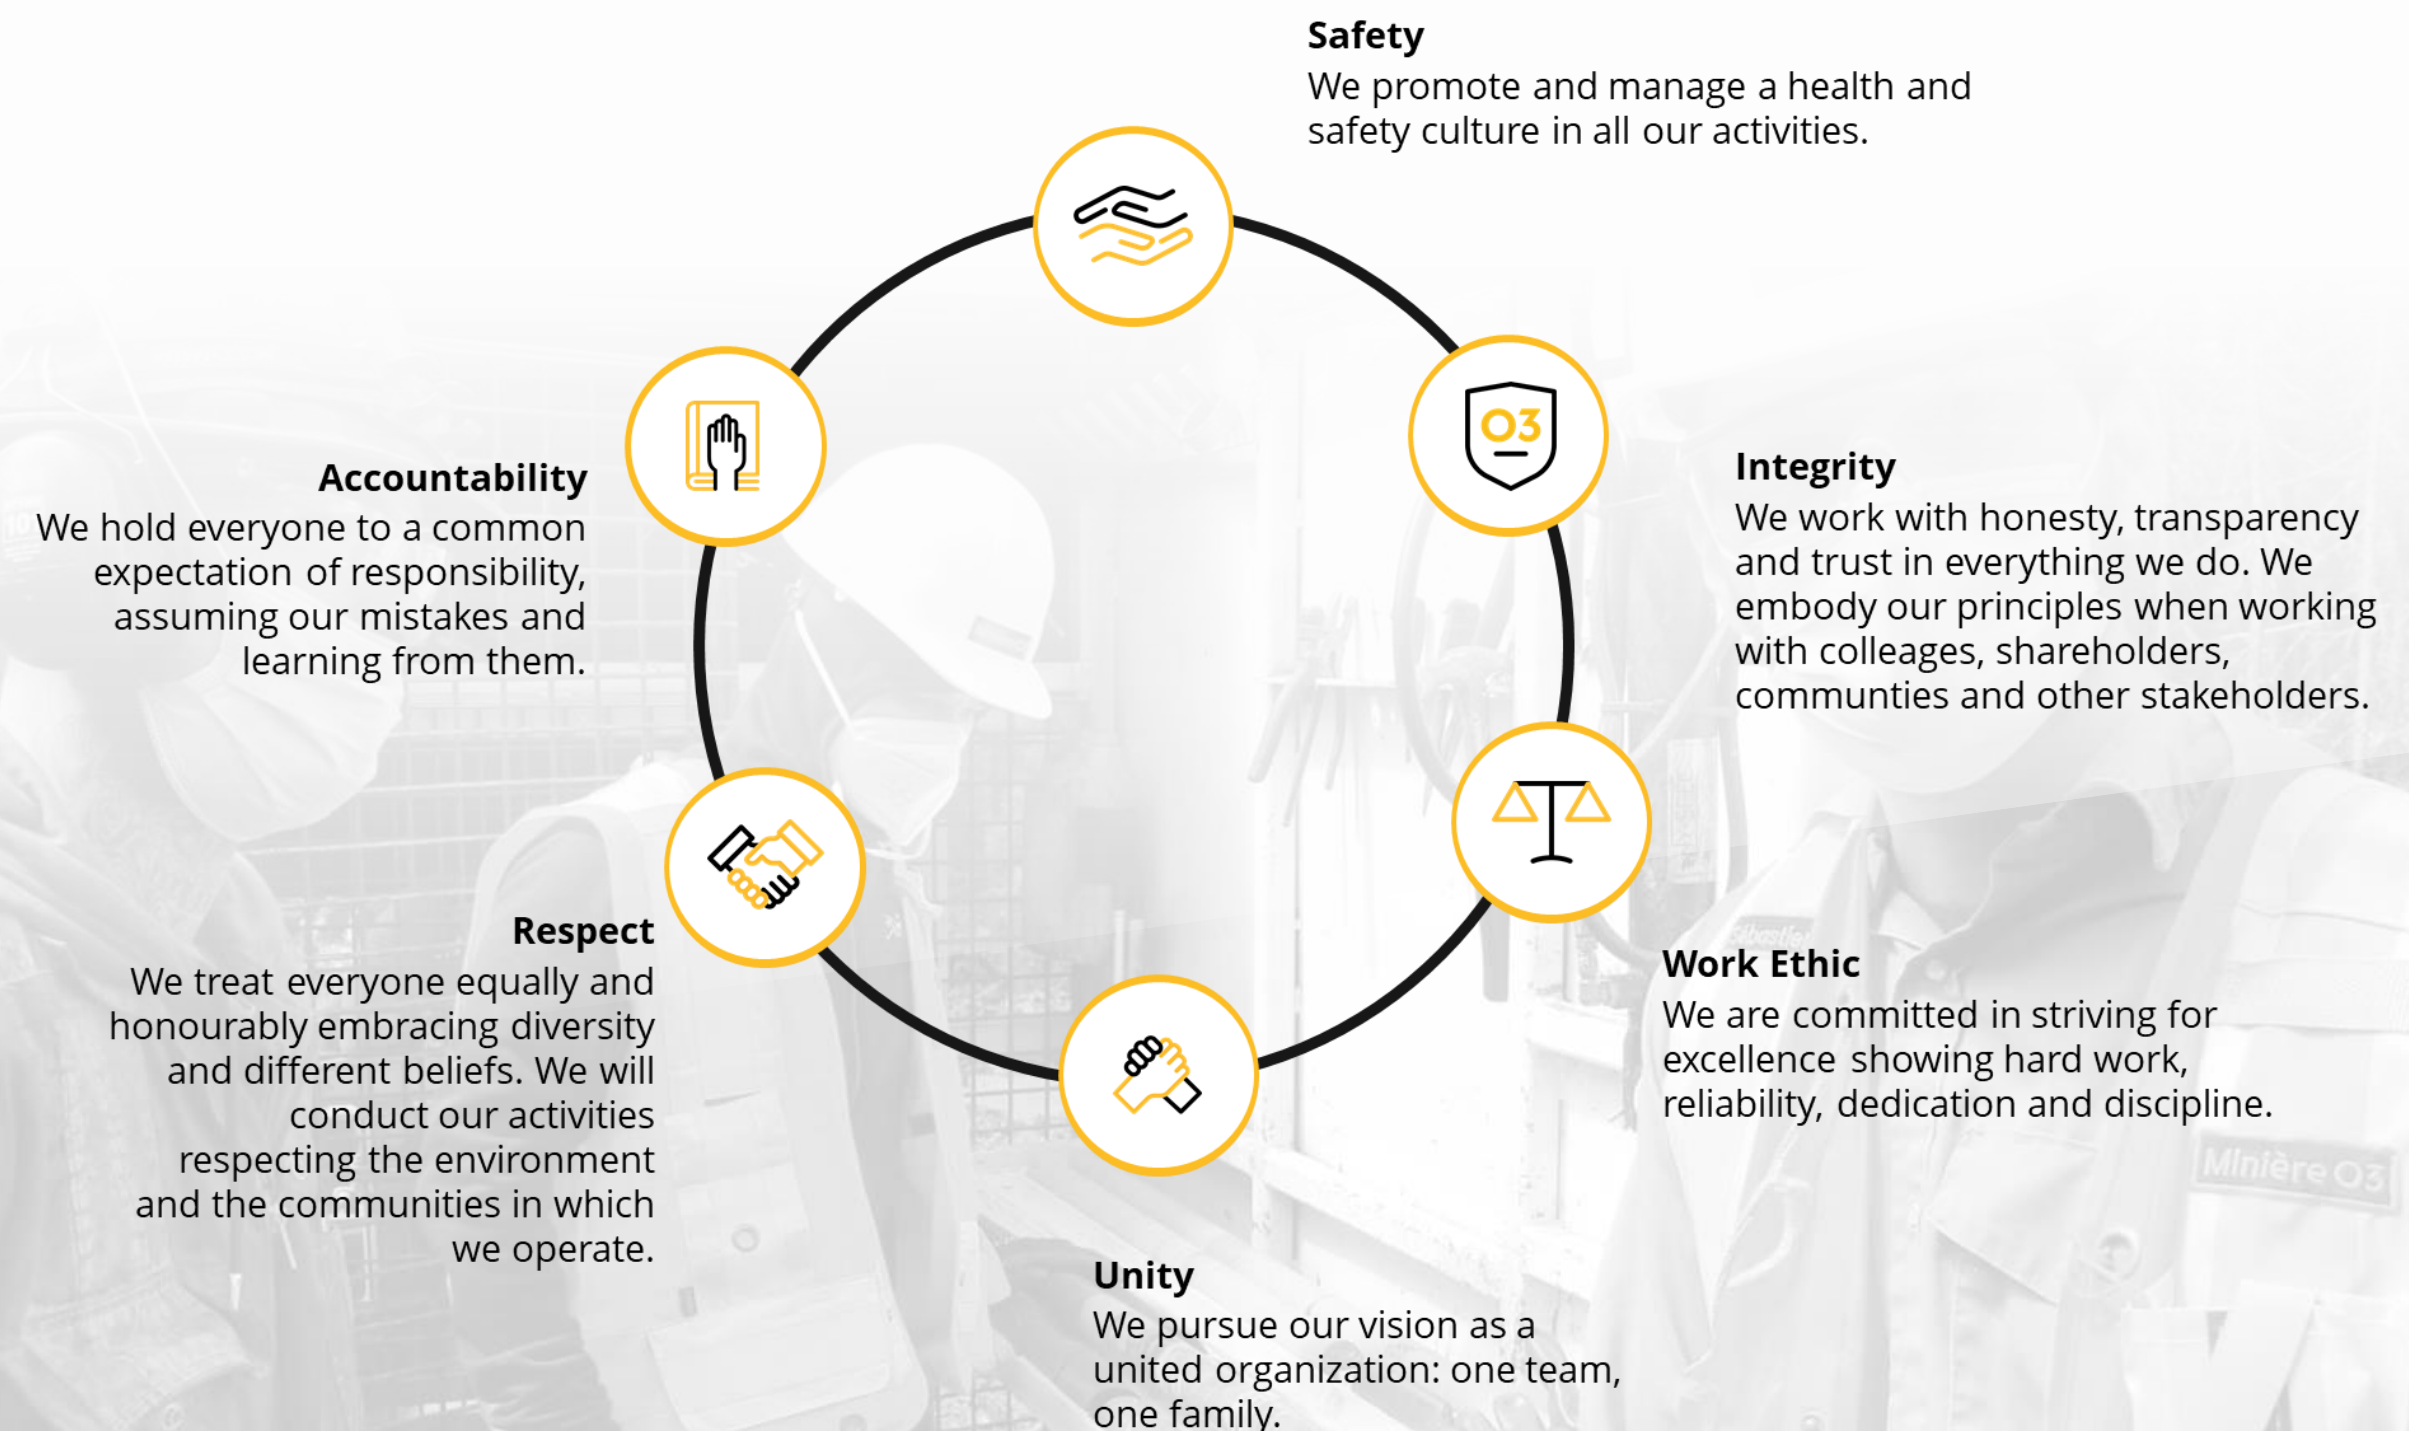 Safety
We promote and manage a health and
safety culture in all our activities.
O3
Integrity
We work with honesty, transparency
and trust in everything we do. We
embody our principles when working
with colleages, shareholders,
communties and other stakeholders.
Work Ethic
We are committed in striving for
excellence showing hard work,
reliability, dedication and discipline.
Minière O3
Unity
We pursue our vision as a
united organization: one team,
one family.
Respect
We treat everyone equally and
honourably embracing diversity
and different beliefs. We will
conduct our activities
respecting the environment
and the communities in which
we operate.
Accountability
We hold everyone to a common
expectation of responsibility,
assuming our mistakes and
learning from them.